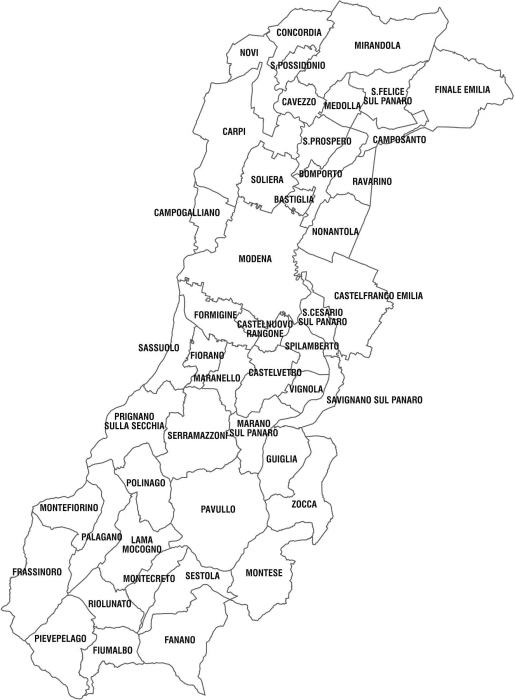 CONCORDIA
MIRANDOLA
NOVI
S.POSSIDONIO
FINALE EMILIA
S.FELICE
SUL PANARO
CAVEZZO
MEDOLLA
CARPI
S.PROSPERO
CAMPOSANTO
BOMPORTO
SOLIERA
RAVARINO
BASTIGLIA
CAMPOGALLIANO
NONANTOLA
MODENA
CASTELFRANCO EMILIA
FORMIGINE
S.CESARIO
SUL PANARO
CASTELNUOVO
RANGONE
SASSUOLO
SPILAMBERTO
FIORANO
CASTELVETRO
MARANELLO
VIGNOLA
SAVIGNANO SUL PANARO
PRIGNANO
SULLA SECCHIA
MARANO
SUL PANARO
SERRAMAZZONI
GUIGLIA
POLINAGO
ZOCCA
MONTEFIORINO
PAVULLO
PALAGANO
LAMA
MOCOGNO
FRASSINORO
MONTECRETO
SESTOLA
MONTESE
RIOLUNATO
PIEVEPELAGO
FANANO
FIUMALBO